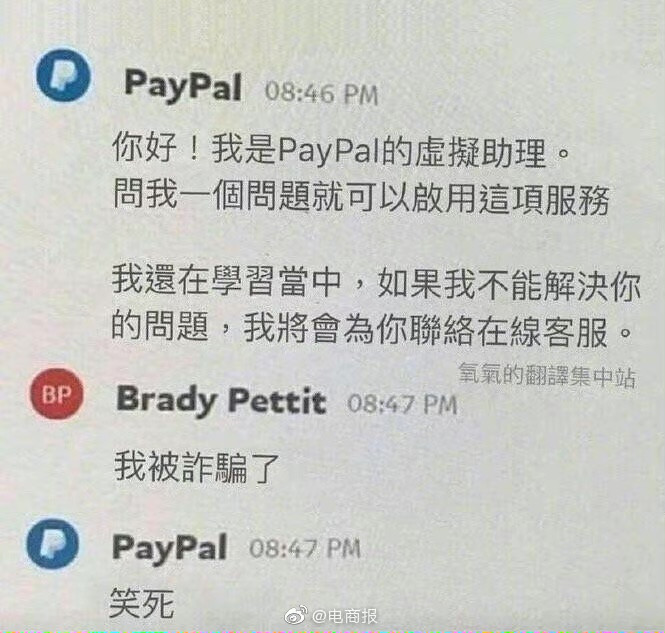 PayPal 08:46 PM
你好！我是PayPal的虛擬助理。
問我一個問題就可以啟用這項服務
我還在學習當中，如果我不能解決你
的問題，我將會為你聯絡在線客服。
氧氣的翻譯集中站
BP Brady Pettit 08:47 PM
我被詐騙了
PayPal 08:47 PM
笑死
@电商报